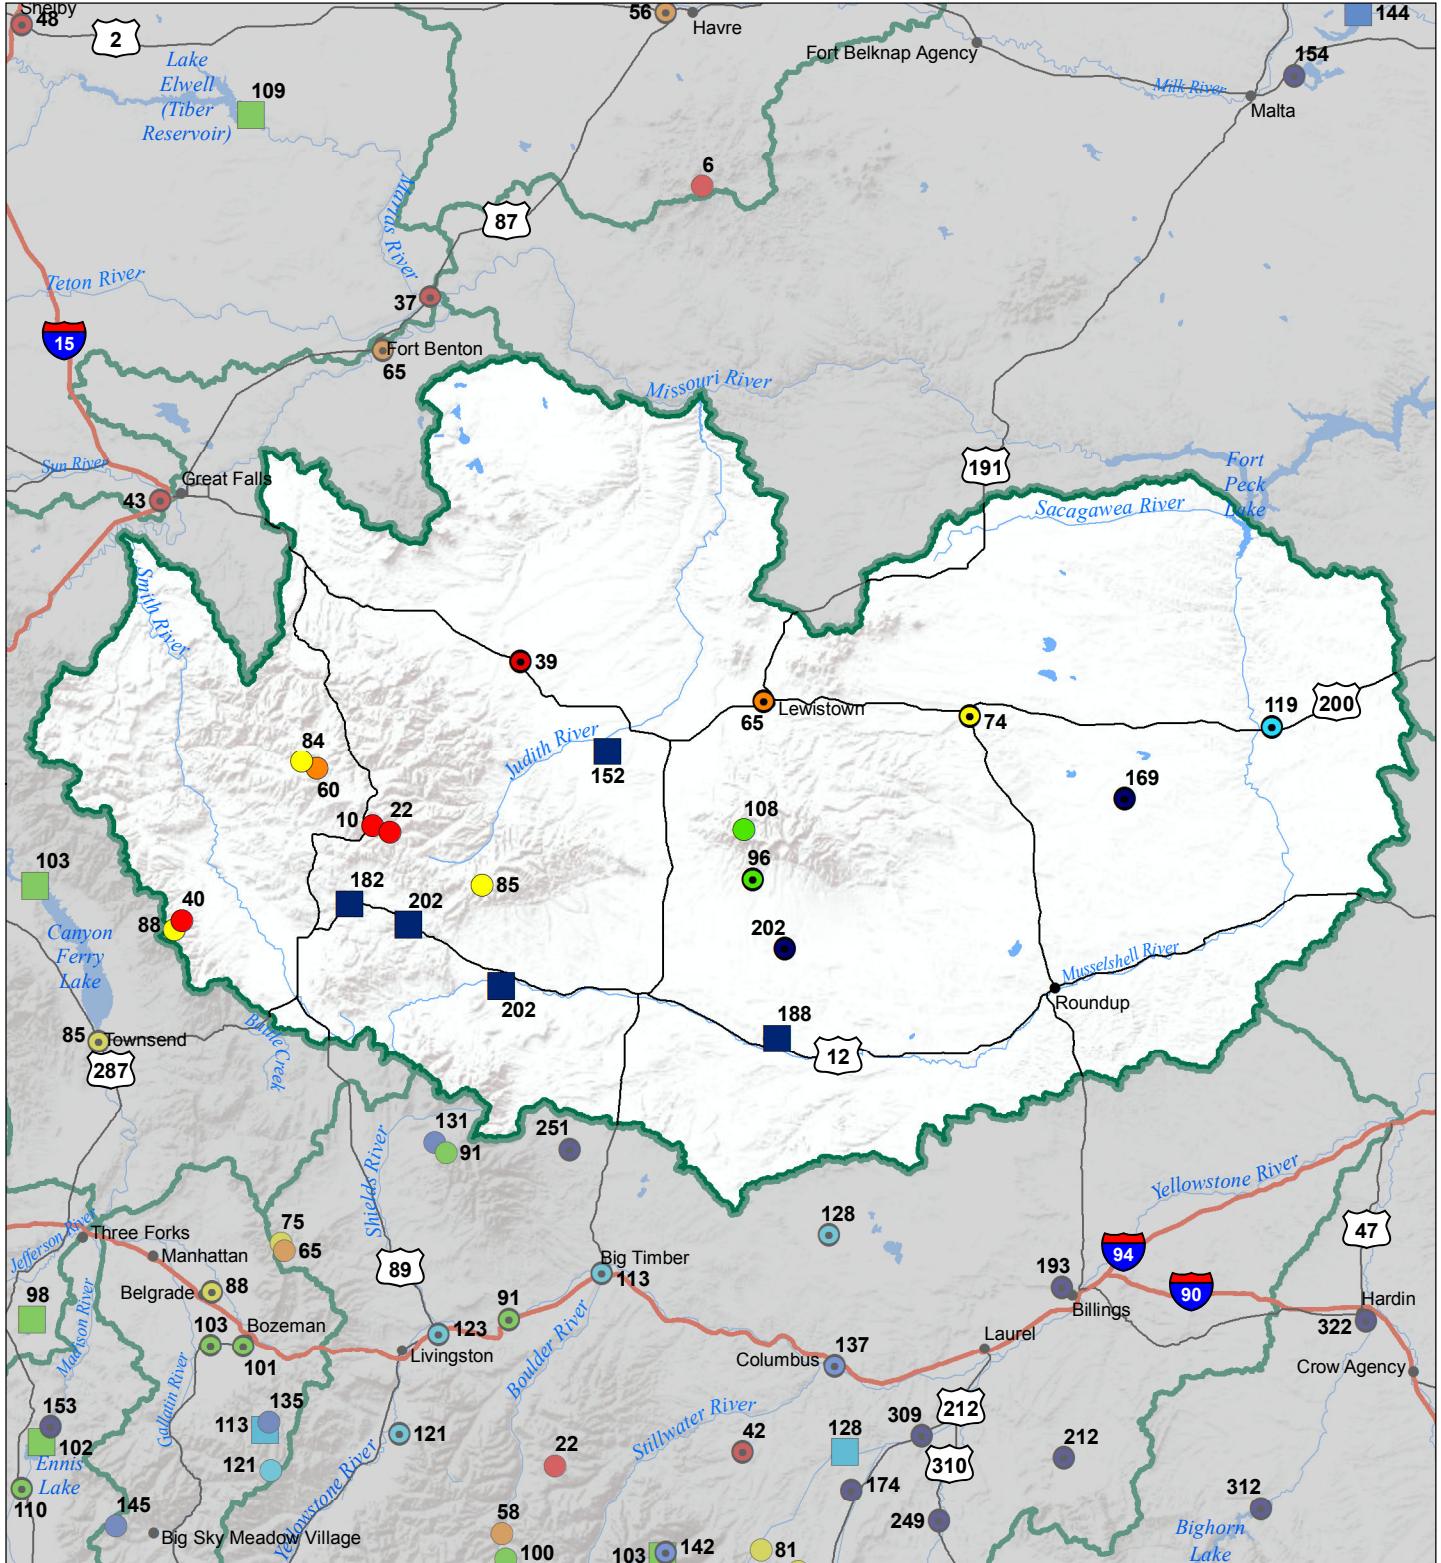 Shelby
48
2
56
Havre
Fort Belknap Agency
144
154
Milk River
Malta
Lake
Elwell
(Tiber
Reservoir)
109
6
Marias River
87
Teton River
37
15
Fort Benton
65
Missouri River
Sun River
Great Falls
43
191
Fort
Peck
Lake
Sacagawea River
Smith River
39
65
Lewistown
74
119
200
Judith River
152
84
60
169
10
22
108
96
85
103
182
202
40
88
Canyon
Ferry
Lake
202
202
Musselshell River
Roundup
188
12
85
Townsend
287
Battle Creek
131
91
251
Shields River
Yellowstone River
128
47
Jefferson River
Three Forks
Manhattan
75
65
89
Big Timber
113
94
193
Billings
90
Hardin
322
98
Madison River
Belgrade
88
103
Bozeman
101
123
Livingston
91
Boulder River
Columbus
137
Laurel
Crow Agency
Gallatin River
153
102
Ennis
Lake
110
135
113
121
121
Yellowstone River
Stillwater River
22
42
128
309
212
310
212
174
249
312
145
Big Sky Meadow Village
58
100
103
142
81
Bighorn
Lake